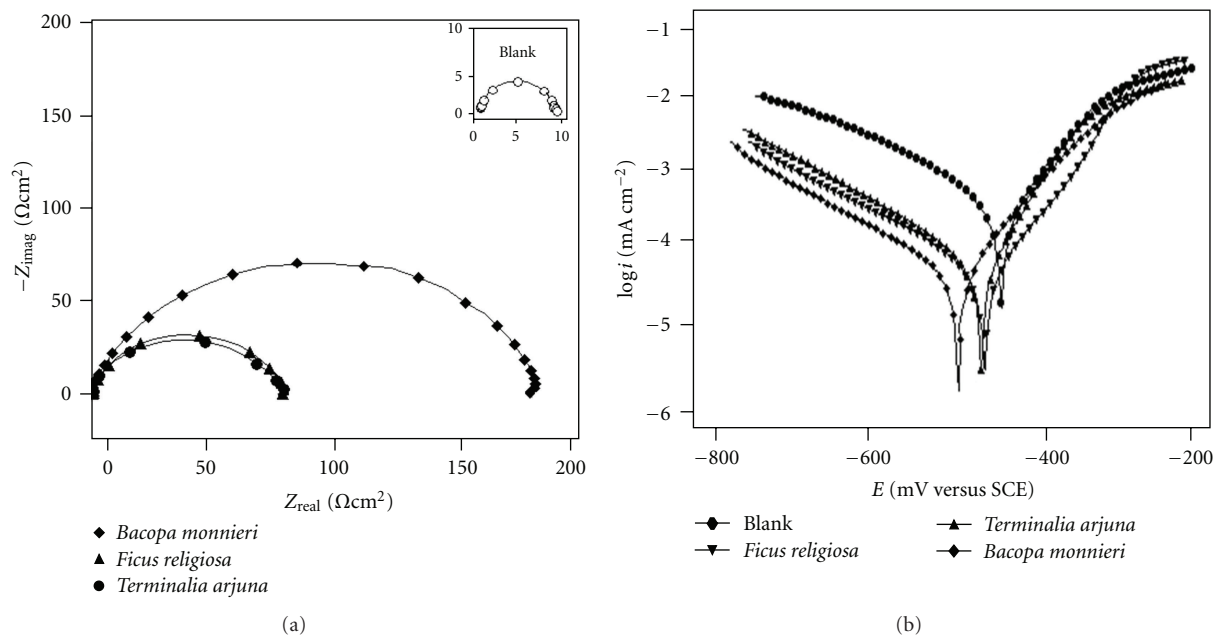 200
150
100
50
0
−Z_imag (Ωcm²)
10
5
0
Blank
0 5 10
0 50 100 150 200
Z_real (Ωcm²)
Bacopa monnieri
Ficus religiosa
Terminalia arjuna
(a)
−1
−2
−3
−4
−5
−6
log i (mA cm⁻²)
−800 −600 −400 −200
E (mV versus SCE)
Blank
Ficus religiosa
Terminalia arjuna
Bacopa monnieri
(b)